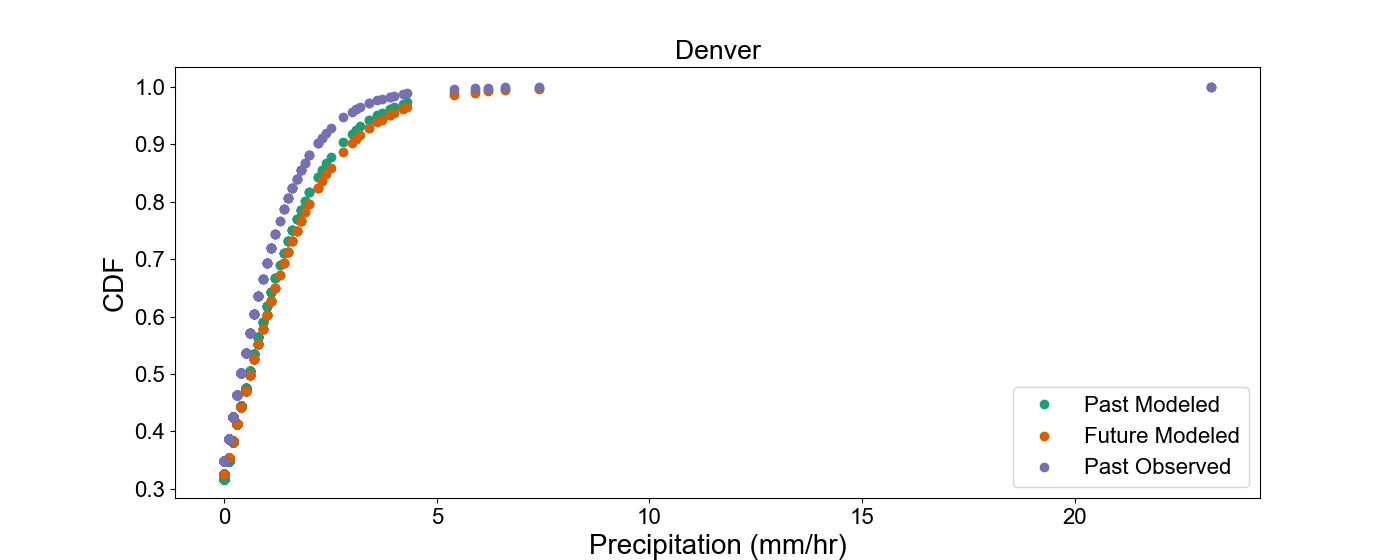 Denver
CDF
1.0
0.9
0.8
0.7
0.6
0.5
0.4
0.3
Past Modeled
Future Modeled
Past Observed
0 5 10 15 20
Precipitation (mm/hr)